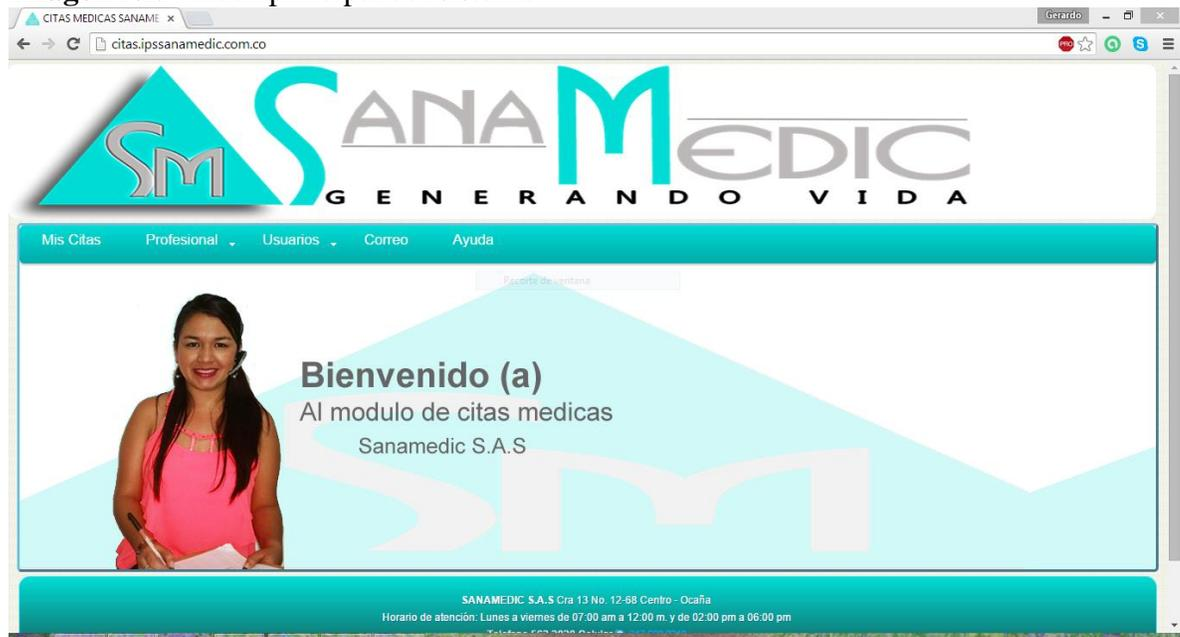 CITAS MEDICAS SANAME
Gerardo
citas.ipssanamedic.com.co
PRO
SM
SANAMEDIC
GENERANDO VIDA
Mis Citas Profesional Usuarios Correo Ayuda
Recorte de ventana
Bienvenido (a)
Al modulo de citas medicas
Sanamedic S.A.S
SM
SANAMEDIC S.A.S Cra 13 No. 12-68 Centro - Ocaña
Horario de atención: Lunes a viernes de 07:00 am a 12:00 m. y de 02:00 pm a 06:00 pm